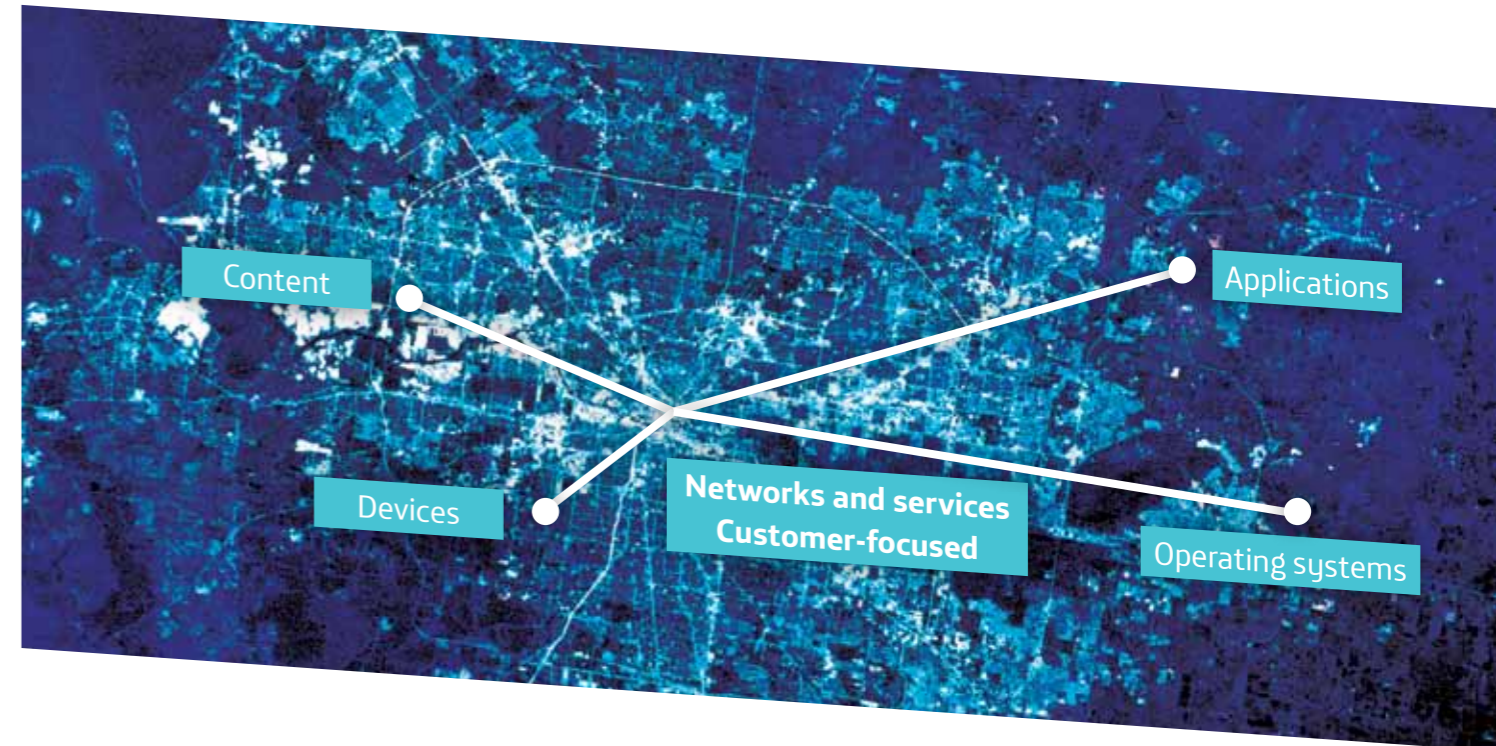 Content
Applications
Devices
Networks and services
Customer-focused
Operating systems